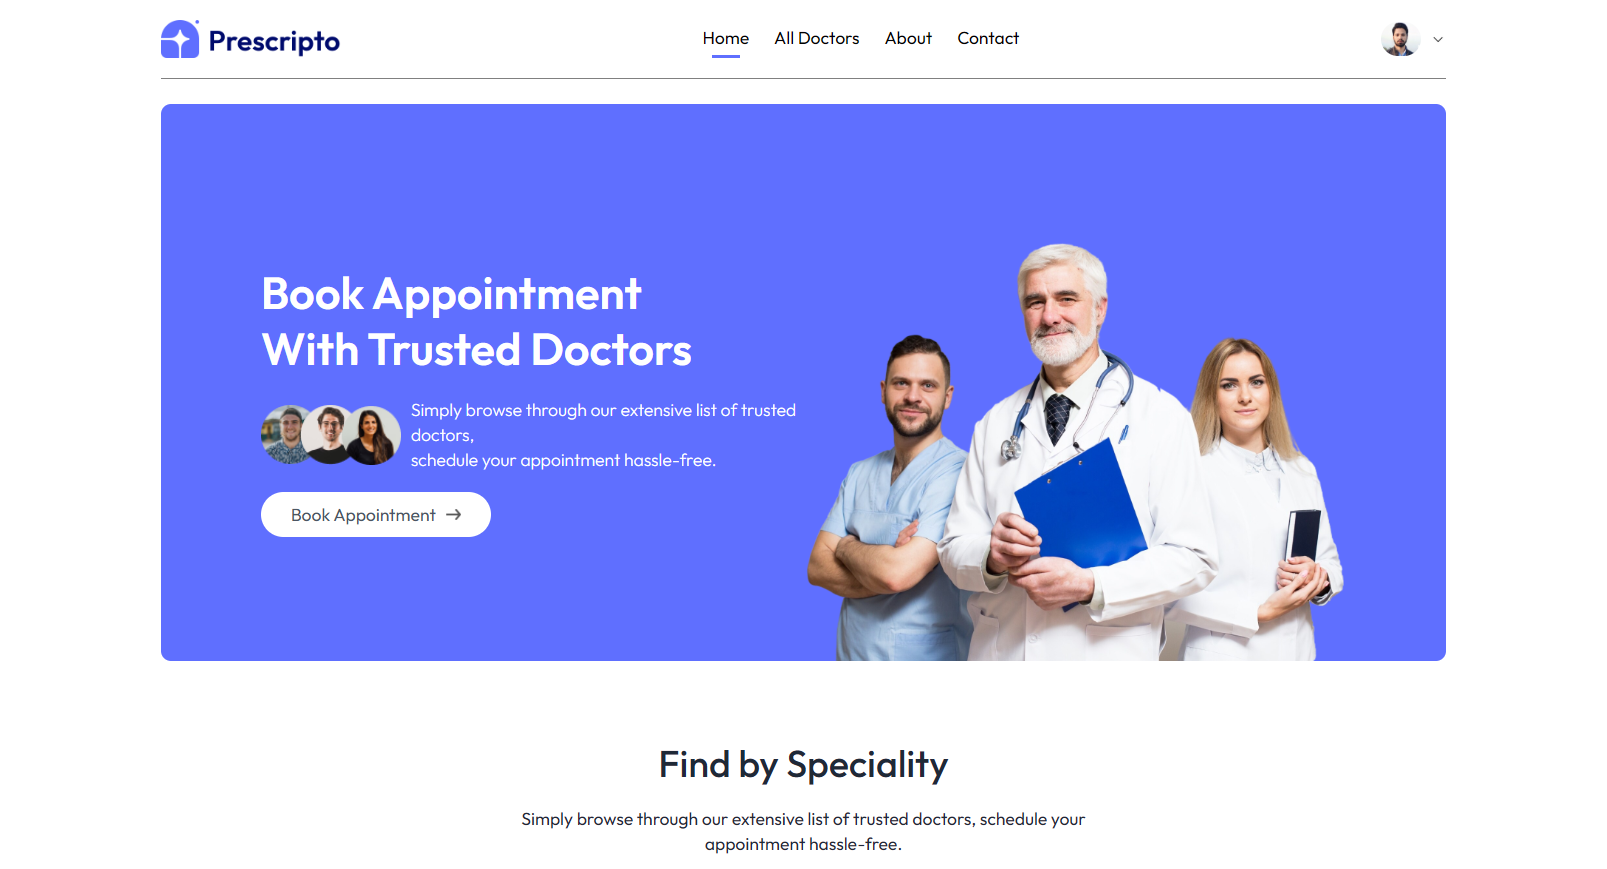 Prescripto
Home
All Doctors
About
Contact
Book Appointment
With Trusted Doctors
Simply browse through our extensive list of trusted
doctors,
schedule your appointment hassle-free.
Book Appointment
Find by Speciality
Simply browse through our extensive list of trusted doctors, schedule your
appointment hassle-free.